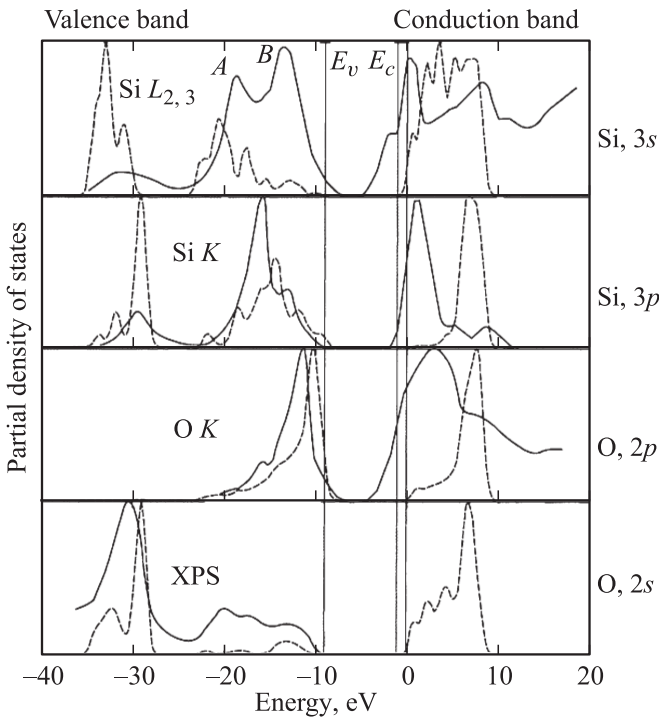 Valence band Conduction band
Partial density of states
Si L2, 3 A B Ev Ec Si, 3s
Si K Si, 3p
O K O, 2p
XPS O, 2s
–40 –30 –20 –10 0 10 20
Energy, eV